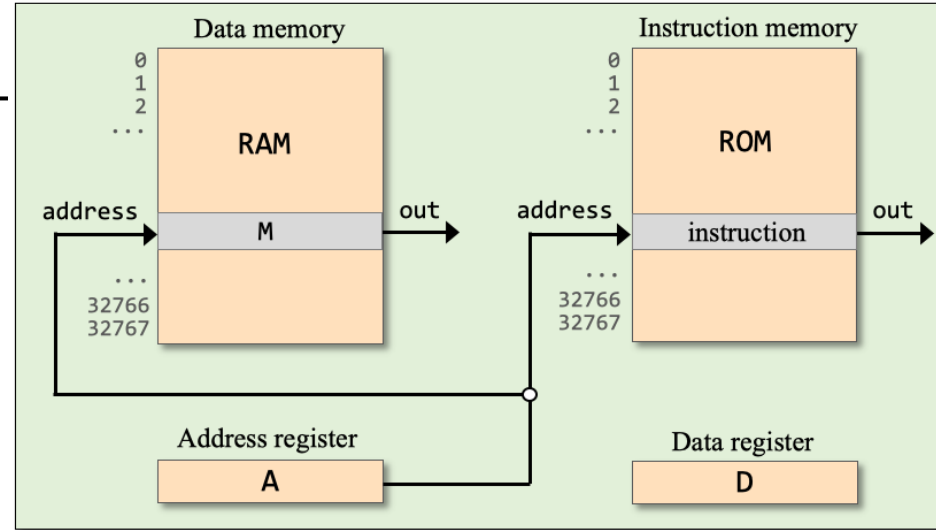 Data memory
0
1
2
...
RAM
address
M
out
...
32766
32767
Instruction memory
0
1
2
...
ROM
address
instruction
out
...
32766
32767
Address register
A
Data register
D